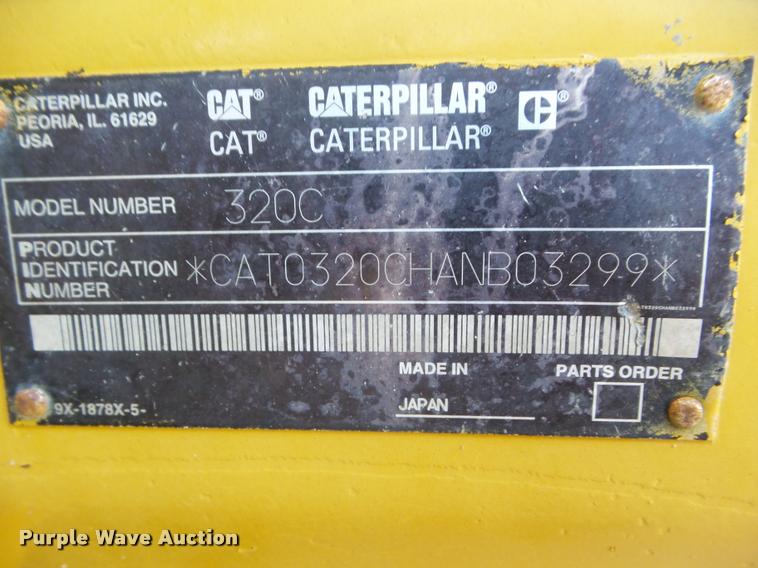 CATERPILLAR INC.
PEORIA, IL. 61629
USA
CAT® CATERPILLAR® C®
CAT® CATERPILLAR®
MODEL NUMBER 320C
PRODUCT
IDENTIFICATION
NUMBER
*CAT0320CHANB03299*
CAT0320CHANB03299
MADE IN
JAPAN
PARTS ORDER
9X-1878X-5-
Purple Wave Auction